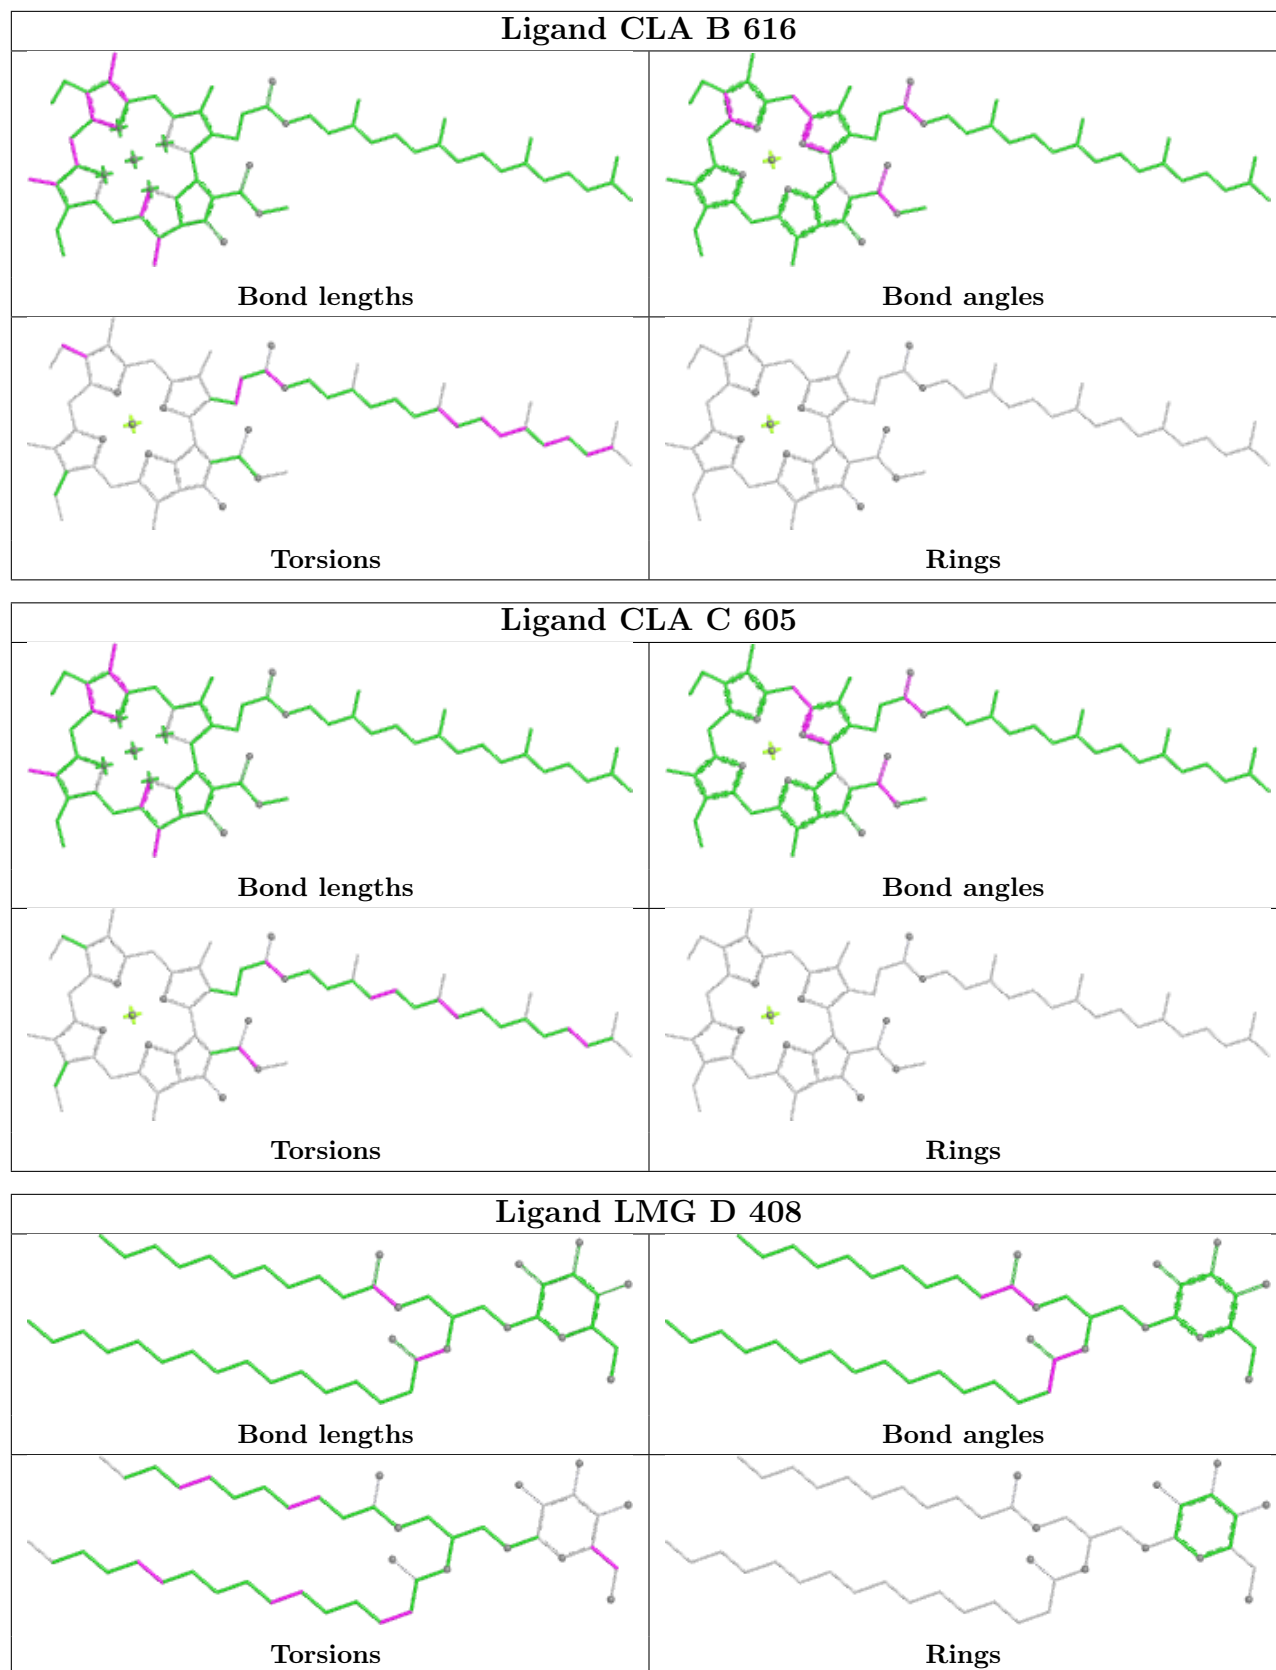 Ligand CLA B 616
Bond lengths
Bond angles
Torsions
Rings
Ligand CLA C 605
Bond lengths
Bond angles
Torsions
Rings
Ligand LMG D 408
Bond lengths
Bond angles
Torsions
Rings